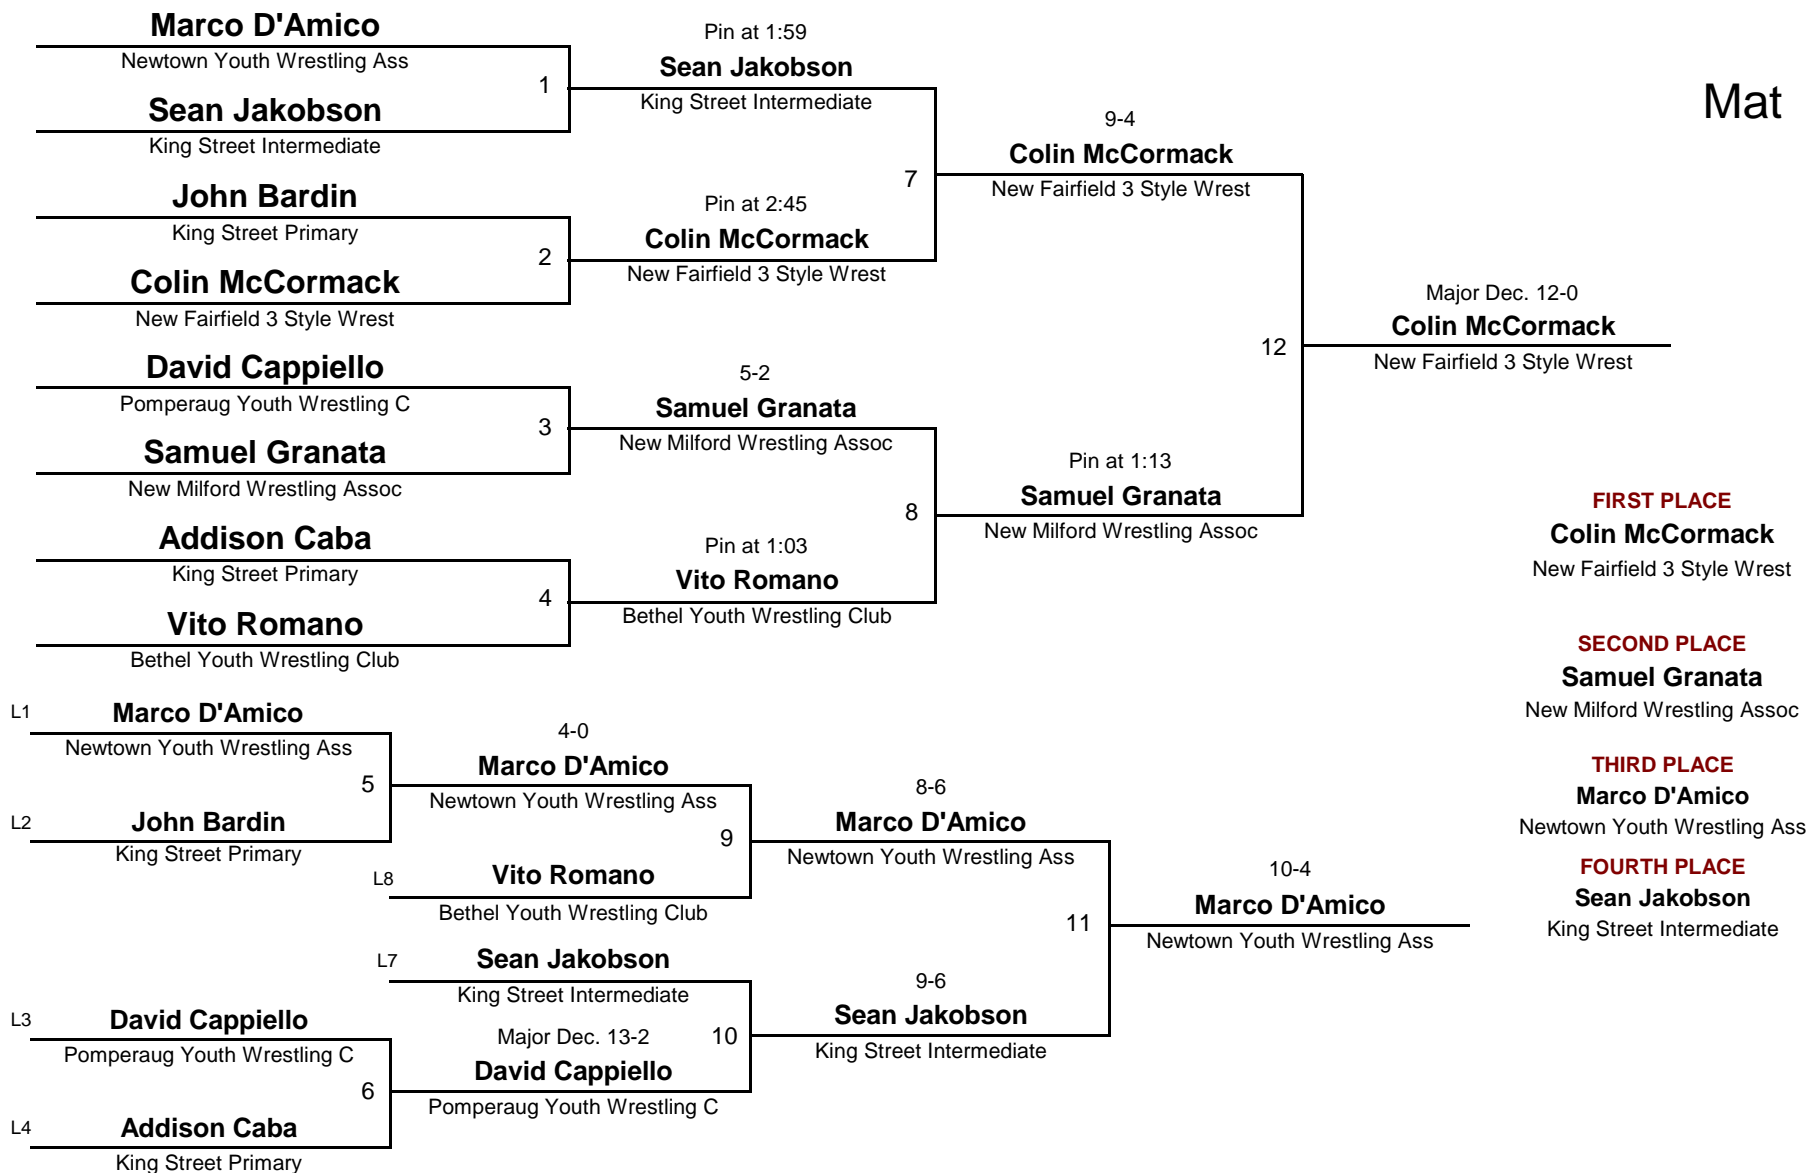 Marco D'Amico
Newtown Youth Wrestling Ass
1
Sean Jakobson
King Street Intermediate
John Bardin
King Street Primary
2
Colin McCormack
New Fairfield 3 Style Wrest
David Cappiello
Pomperaug Youth Wrestling C
3
Samuel Granata
New Milford Wrestling Assoc
Addison Caba
King Street Primary
4
Vito Romano
Bethel Youth Wrestling Club
Pin at 1:59
Sean Jakobson
King Street Intermediate
7
Pin at 2:45
Colin McCormack
New Fairfield 3 Style Wrest
5-2
Samuel Granata
New Milford Wrestling Assoc
8
Pin at 1:03
Vito Romano
Bethel Youth Wrestling Club
9-4
Colin McCormack
New Fairfield 3 Style Wrest
12
Pin at 1:13
Samuel Granata
New Milford Wrestling Assoc
Major Dec. 12-0
Colin McCormack
New Fairfield 3 Style Wrest
Mat
L1
Marco D'Amico
Newtown Youth Wrestling Ass
5
L2
John Bardin
King Street Primary
4-0
Marco D'Amico
Newtown Youth Wrestling Ass
9
L8
Vito Romano
Bethel Youth Wrestling Club
L7
Sean Jakobson
King Street Intermediate
10
L3
David Cappiello
Pomperaug Youth Wrestling C
6
L4
Addison Caba
King Street Primary
Major Dec. 13-2
David Cappiello
Pomperaug Youth Wrestling C
8-6
Marco D'Amico
Newtown Youth Wrestling Ass
11
9-6
Sean Jakobson
King Street Intermediate
10-4
Marco D'Amico
Newtown Youth Wrestling Ass
FIRST PLACE
Colin McCormack
New Fairfield 3 Style Wrest
SECOND PLACE
Samuel Granata
New Milford Wrestling Assoc
THIRD PLACE
Marco D'Amico
Newtown Youth Wrestling Ass
FOURTH PLACE
Sean Jakobson
King Street Intermediate